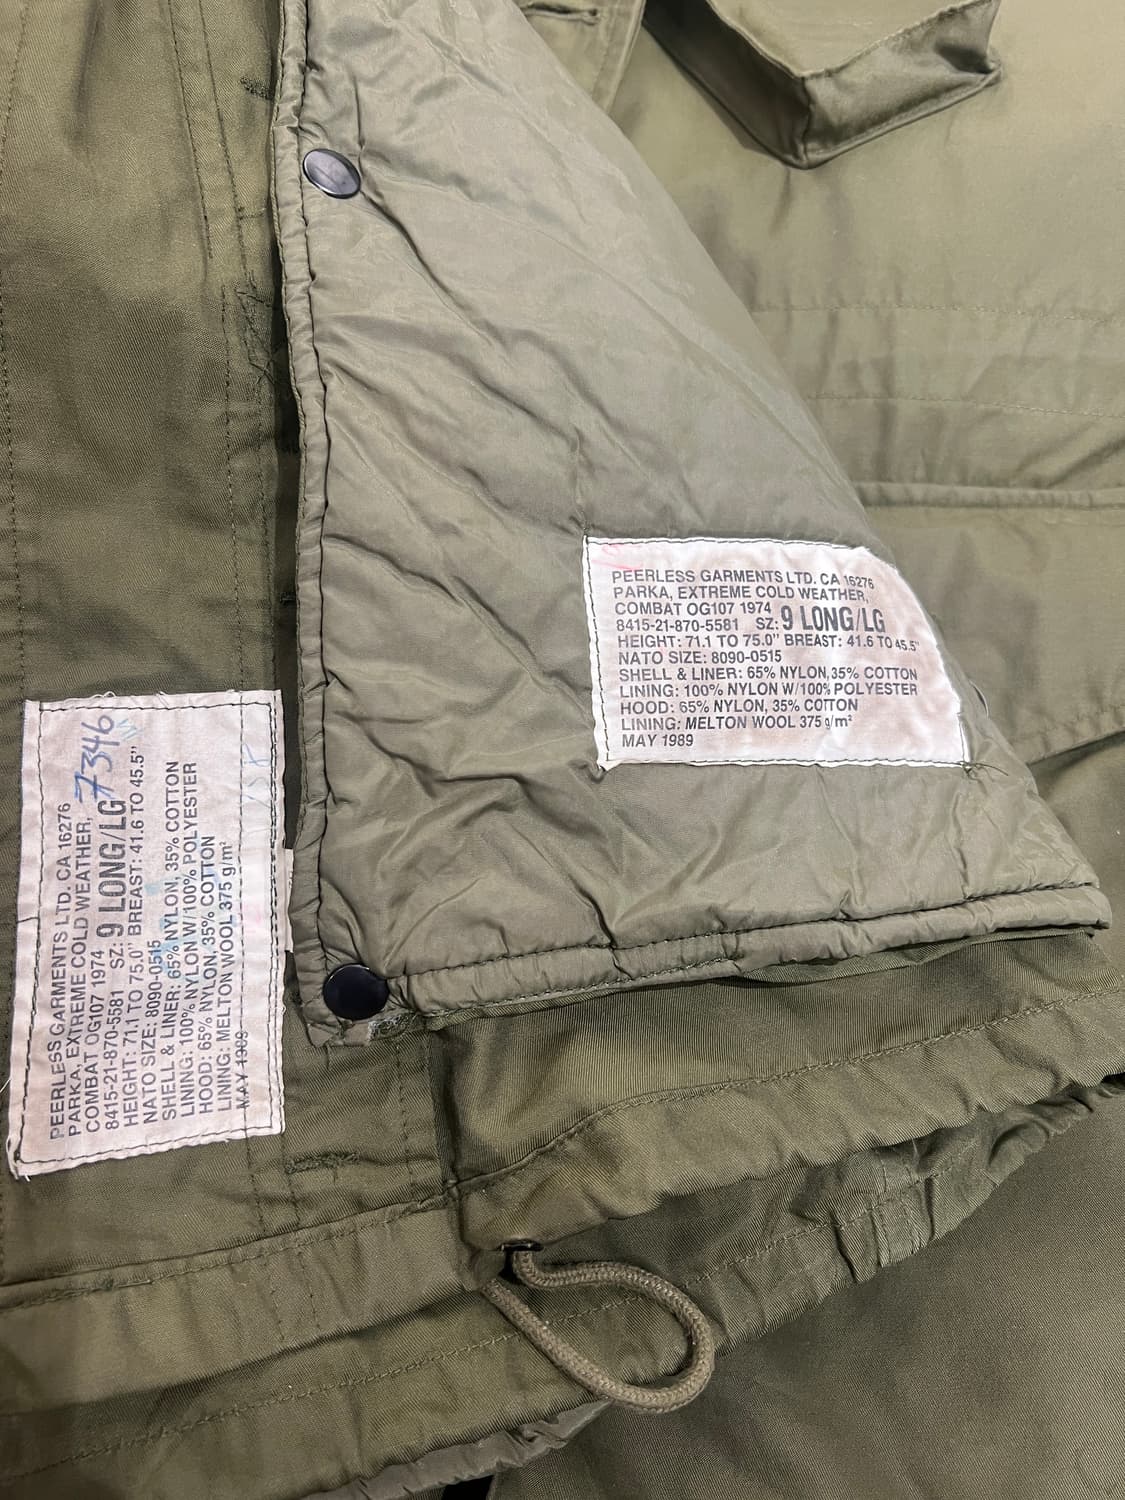 PEERLESS GARMENTS LTD. CA 16276
PARKA, EXTREME COLD WEATHER,
COMBAT OG107 1974
8415-21-870-5581 SZ: 9 LONG/LG
HEIGHT: 71.1 TO 75.0" BREAST: 41.6 TO 45.5"
NATO SIZE: 8090-0515
SHELL & LINER: 65% NYLON, 35% COTTON
LINING: 100% NYLON W/100% POLYESTER
HOOD: 65% NYLON, 35% COTTON
LINING: MELTON WOOL 375 g/m²
MAY 1989
7346
PEERLESS GARMENTS LTD. CA 16276
PARKA, EXTREME COLD WEATHER,
COMBAT OG107 1974
8415-21-870-5581 SZ: 9 LONG/LG
HEIGHT: 71.1 TO 75.0" BREAST: 41.6 TO 45.5"
NATO SIZE: 8090-0515
SHELL & LINER: 65% NYLON, 35% COTTON
LINING: 100% NYLON W/100% POLYESTER
HOOD: 65% NYLON, 35% COTTON
LINING: MELTON WOOL 375 g/m²
MAY 1989